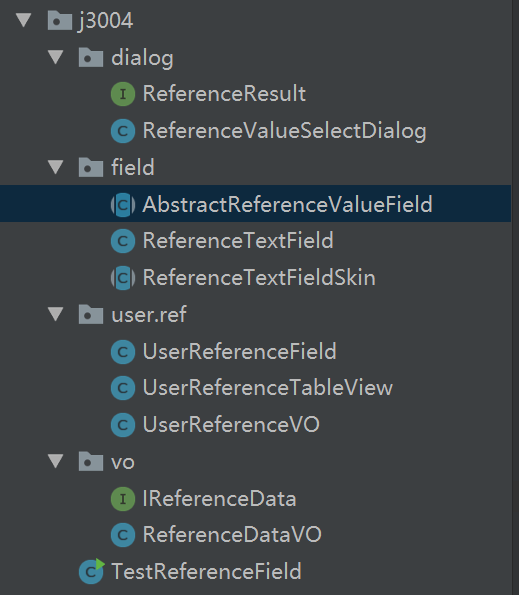 j3004
dialog
I ReferenceResult
C ReferenceValueSelectDialog
field
C AbstractReferenceValueField
C ReferenceTextField
C ReferenceTextFieldSkin
user.ref
C UserReferenceField
C UserReferenceTableView
C UserReferenceVO
vo
I IReferenceData
C ReferenceDataVO
C TestReferenceField